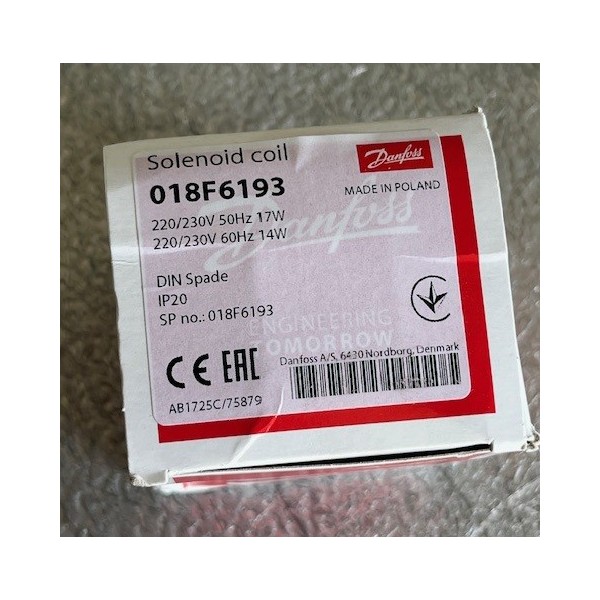 Solenoid coil
Danfoss
018F6193
MADE IN POLAND
220/230V 50Hz 17W
220/230V 60Hz 14W
Danfoss
DIN Spade
IP20
SP no.: 018F6193
ENGINEERING
TOMORROW
Danfoss A/S, 6430 Nordborg, Denmark
CE EAC
AB1725C/75879